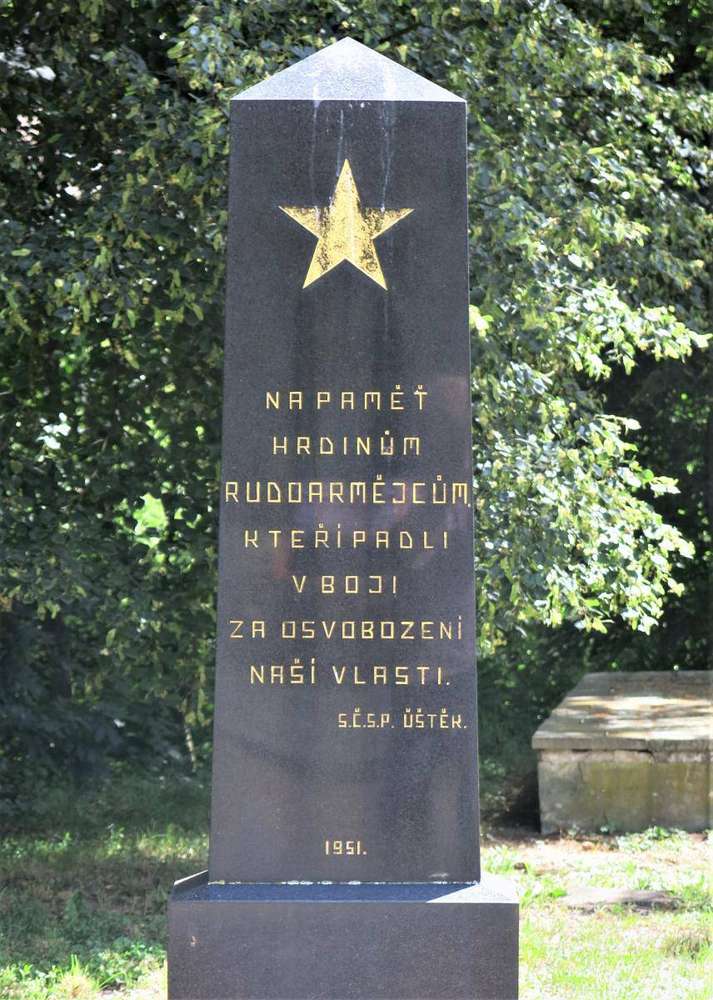 NA PAMĚŤ
HRDINŮM
RUDOARMĚJCŮM,
KTEŘÍ PADLI
V BOJI
ZA OSVOBOZENÍ
NAŠÍ VLASTI.
S.Č.S.P. ÚŠTĚK.
1951.